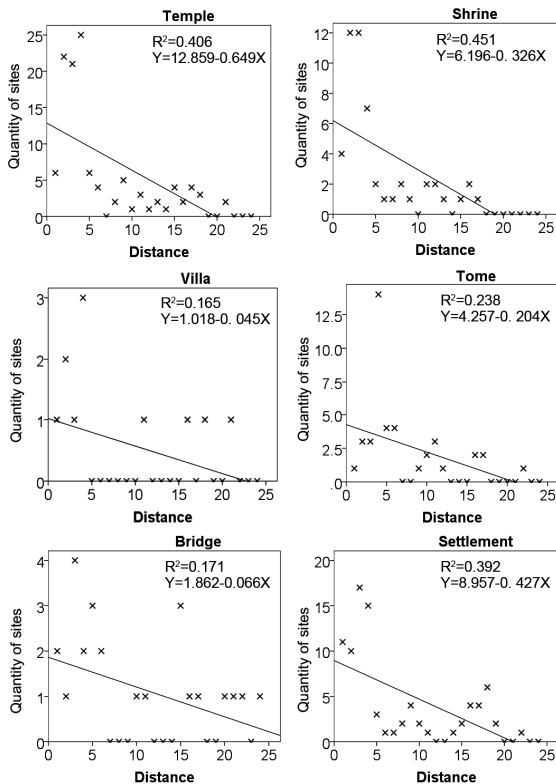 Temple
R²=0.406
Y=12.859-0.649X
Quantity of sites
25
20
15
10
5
0
0 5 10 15 20 25
Distance
Shrine
R²=0.451
Y=6.196-0. 326X
Quantity of sites
12
10
8
6
4
2
0
0 5 10 15 20 25
Distance
Villa
R²=0.165
Y=1.018-0. 045X
Quantity of sites
3
2
1
0
0 5 10 15 20 25
Distance
Tome
R²=0.238
Y=4.257-0. 204X
Quantity of sites
12.5
10.0
7.5
5.0
2.5
.0
0 5 10 15 20 25
Distance
Bridge
R²=0.171
Y=1.862-0.066X
Quantity of sites
4
3
2
1
0
0 5 10 15 20 25
Distance
Settlement
R²=0.392
Y=8.957-0. 427X
Quantity of sites
20
15
10
5
0
0 5 10 15 20 25
Distance